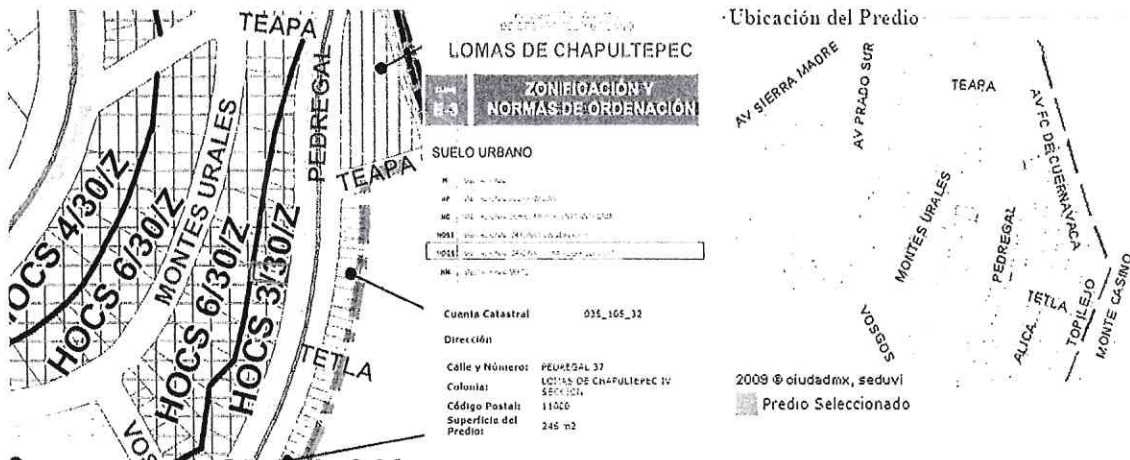 TEAPA
PEDREGAL
TEAPA
MONTES URALES
HOCS 4/30/Z
HOCS 6/30/Z
HOCS 6/30/Z
HOCS 3/30/Z
TETLA
VOS
LOMAS DE CHAPULTEPEC
ZONIFICACIÓN Y
NORMAS DE ORDENACIÓN
SUELO URBANO
Cuenta Catastral 035_105_32
Dirección
Calle y Número: PEDREGAL 37
Colonia: LOMAS DE CHAPULTEPEC IV
SECCION
Código Postal: 11000
Superficie del
Predio: 246 m2
Ubicación del Predio
AV SIERRA MADRE
AV PRADO SUR
TEAPA
AV FC DE CUERNAVACA
MONTES URALES
PEDREGAL
TETLA
TOPILEJO
MONTE CASINO
ALICA
VOSGOS
2009 © ciudadmx, seduvi
Predio Seleccionado